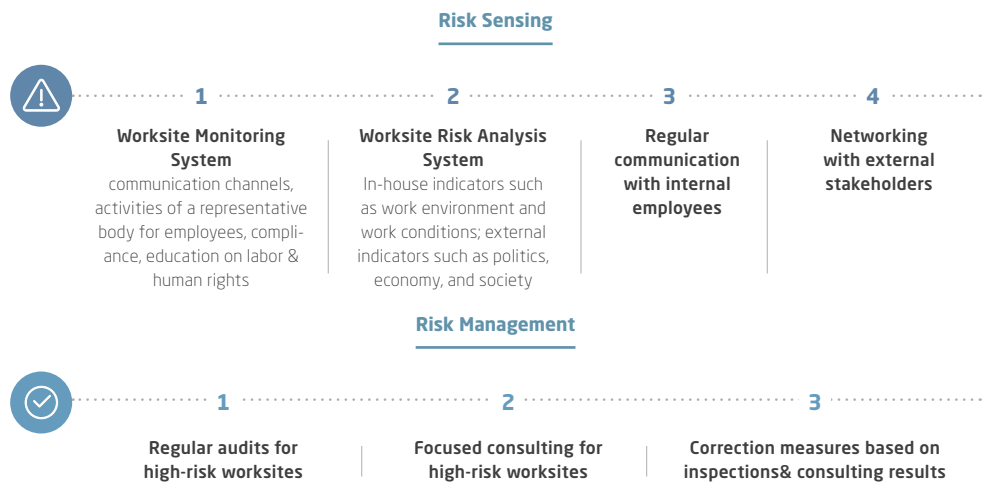 Risk Sensing
1
2
3
4
Worksite Monitoring
System
communication channels,
activities of a representative
body for employees, compli-
ance, education on labor &
human rights
Worksite Risk Analysis
System
In-house indicators such
as work environment and
work conditions; external
indicators such as politics,
economy, and society
Regular
communication
with internal
employees
Networking
with external
stakeholders
Risk Management
1
2
3
Regular audits for
high-risk worksites
Focused consulting for
high-risk worksites
Correction measures based on
inspections& consulting results